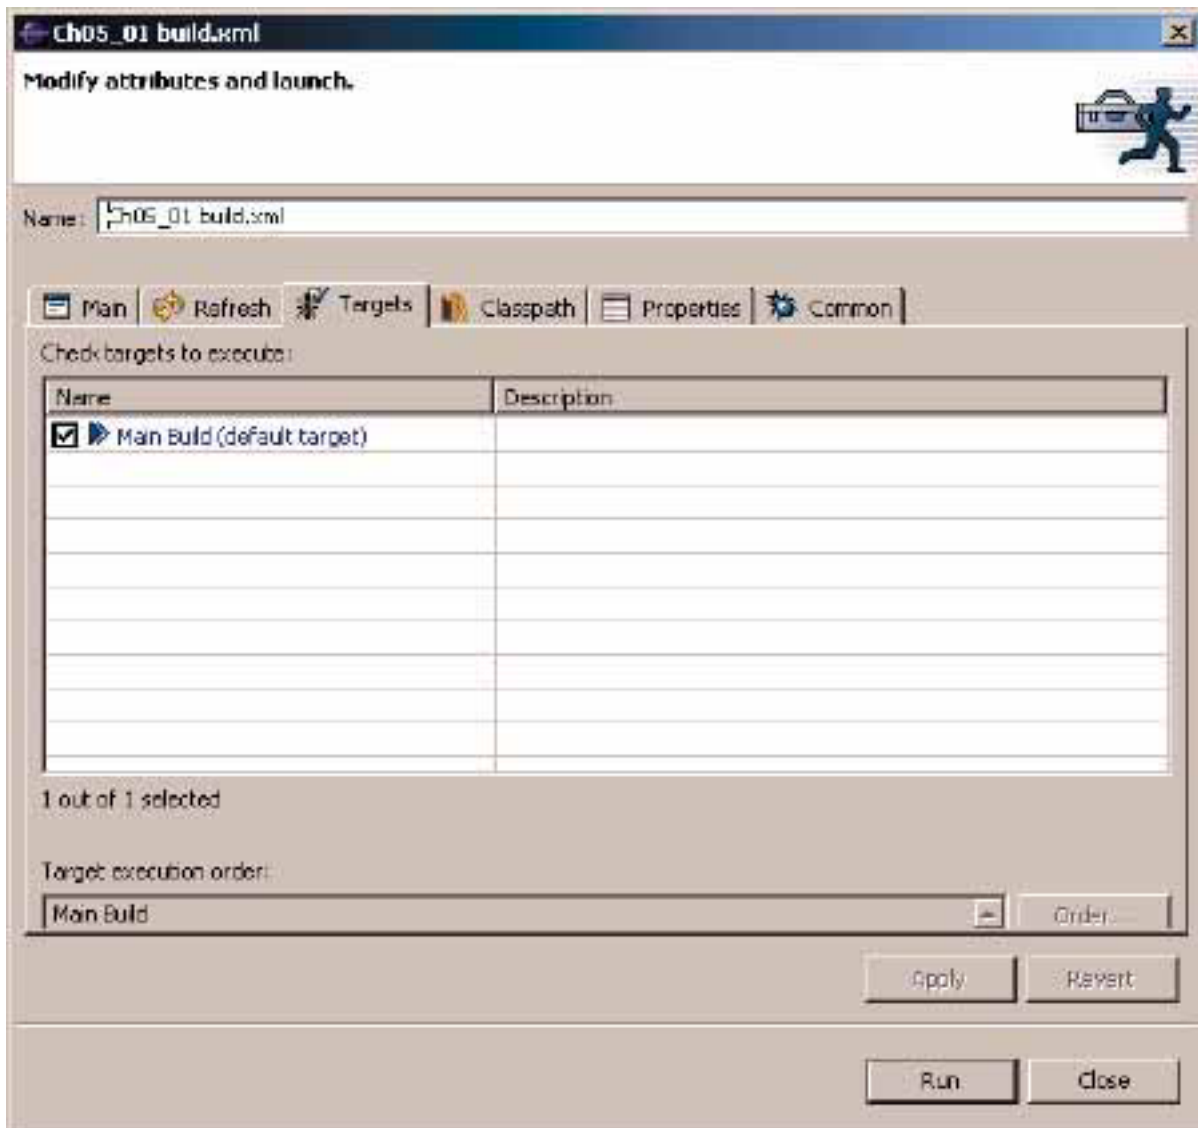 Ch05_01 build.xml
Modify attributes and launch.
Name: Ch05_01 build.xml
Main Refresh Targets Classpath Properties Common
Check targets to execute:
Name Description
Main Build (default target)
1 out of 1 selected
Target execution order:
Main Build Order...
Apply Revert
Run Close